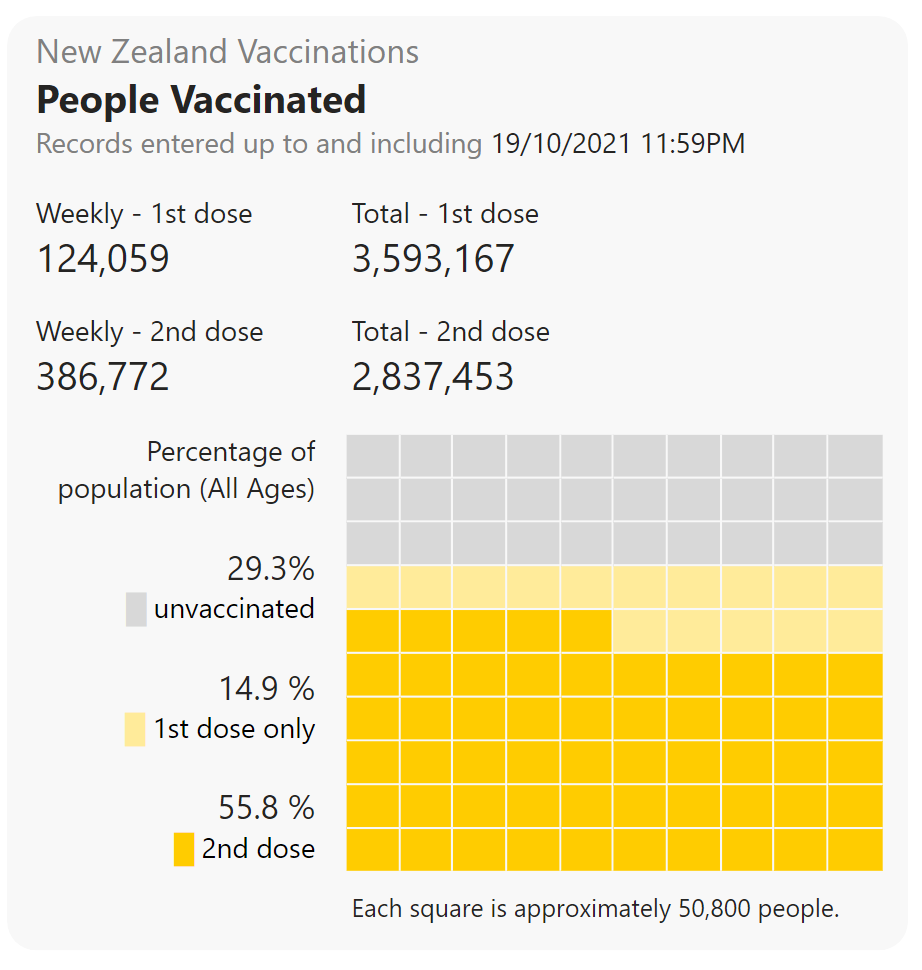 New Zealand Vaccinations
People Vaccinated
Records entered up to and including 19/10/2021 11:59PM
Weekly - 1st dose
124,059
Total - 1st dose
3,593,167
Weekly - 2nd dose
386,772
Total - 2nd dose
2,837,453
Percentage of
population (All Ages)
29.3%
unvaccinated
14.9 %
1st dose only
55.8 %
2nd dose
Each square is approximately 50,800 people.